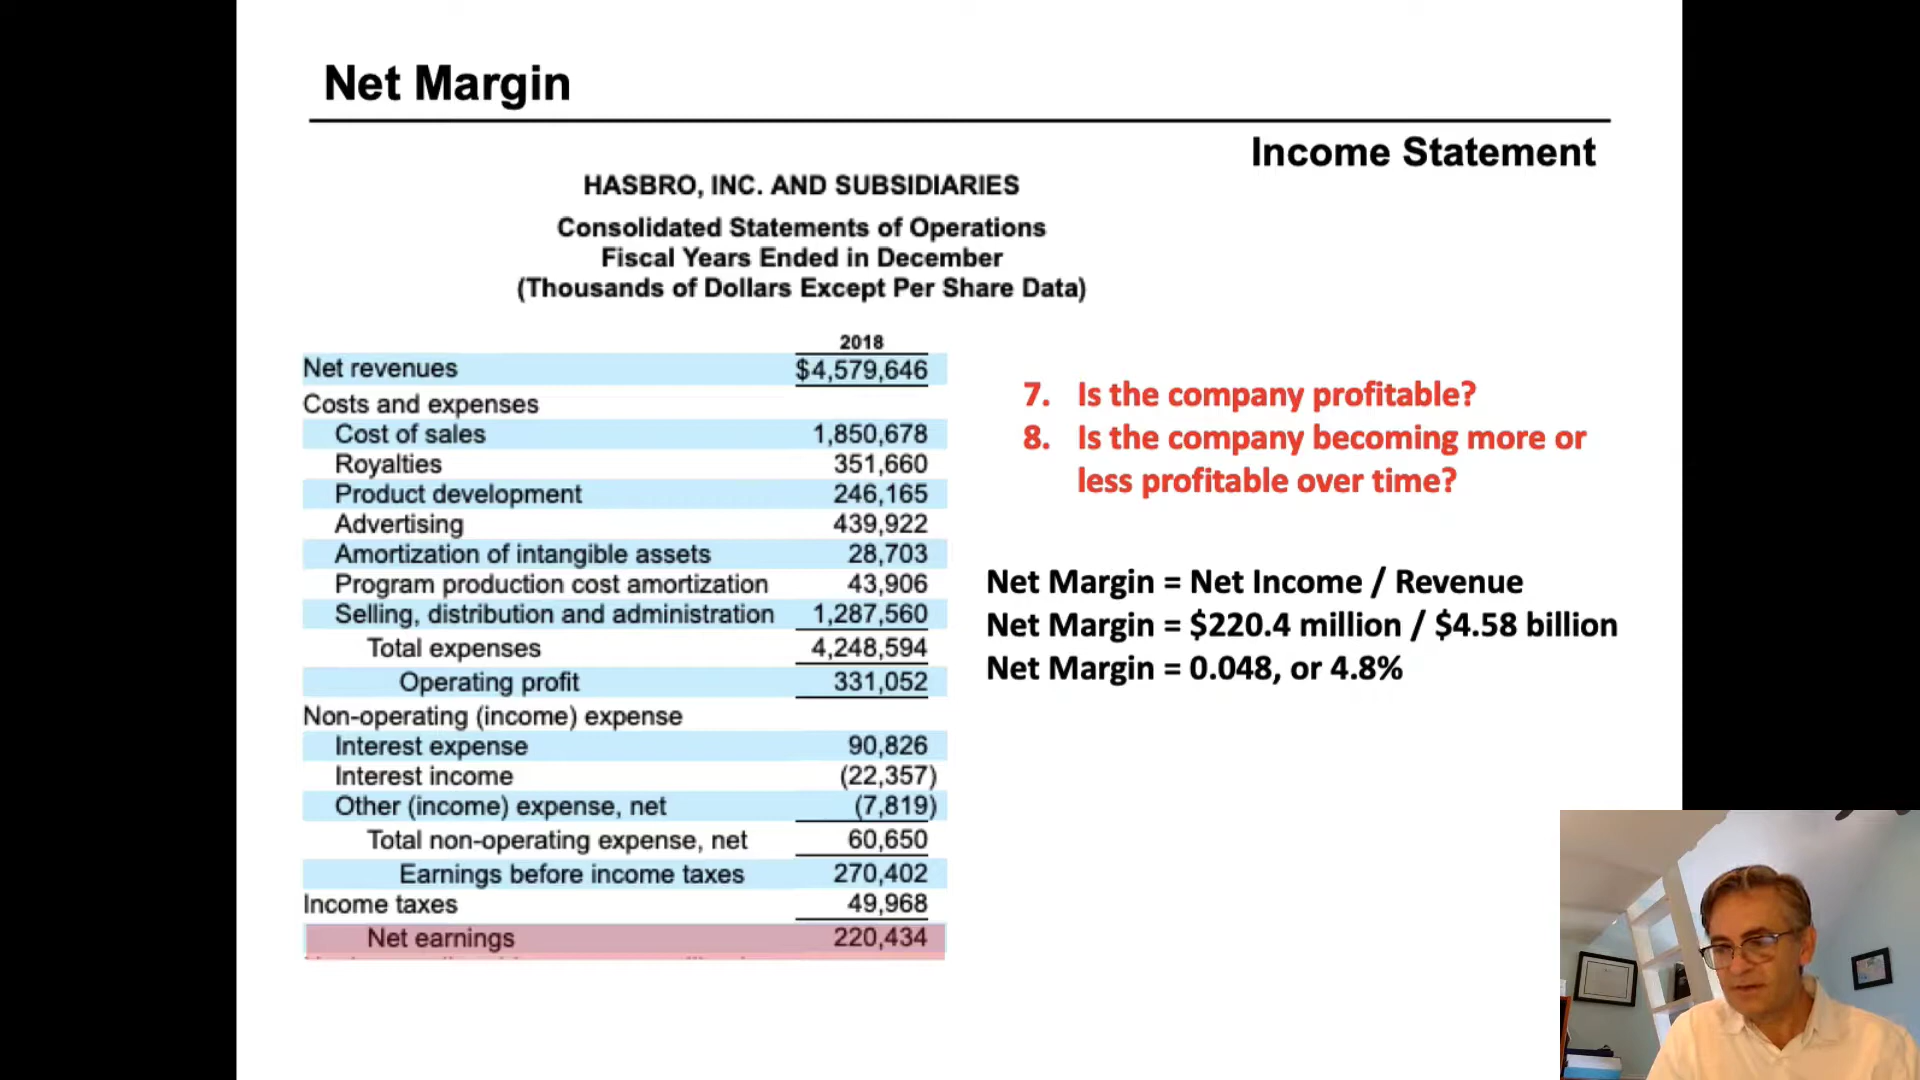 Net Margin
Income Statement
HASBRO, INC. AND SUBSIDIARIES
Consolidated Statements of Operations
Fiscal Years Ended in December
(Thousands of Dollars Except Per Share Data)
2018
Net revenues $4,579,646
Costs and expenses
Cost of sales 1,850,678
Royalties 351,660
Product development 246,165
Advertising 439,922
Amortization of intangible assets 28,703
Program production cost amortization 43,906
Selling, distribution and administration 1,287,560
Total expenses 4,248,594
Operating profit 331,052
Non-operating (income) expense
Interest expense 90,826
Interest income (22,357)
Other (income) expense, net (7,819)
Total non-operating expense, net 60,650
Earnings before income taxes 270,402
Income taxes 49,968
Net earnings 220,434
7. Is the company profitable?
8. Is the company becoming more or
less profitable over time?
Net Margin = Net Income / Revenue
Net Margin = $220.4 million / $4.58 billion
Net Margin = 0.048, or 4.8%